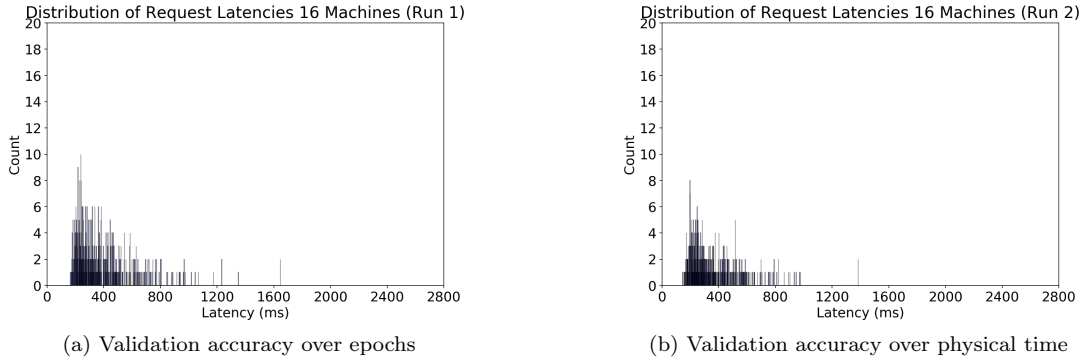 Distribution of Request Latencies 16 Machines (Run 1)
20
18
16
14
12
10
8
6
4
2
0
Count
0 400 800 1200 1600 2000 2400 2800
Latency (ms)
(a) Validation accuracy over epochs
Distribution of Request Latencies 16 Machines (Run 2)
20
18
16
14
12
10
8
6
4
2
0
Count
0 400 800 1200 1600 2000 2400 2800
Latency (ms)
(b) Validation accuracy over physical time